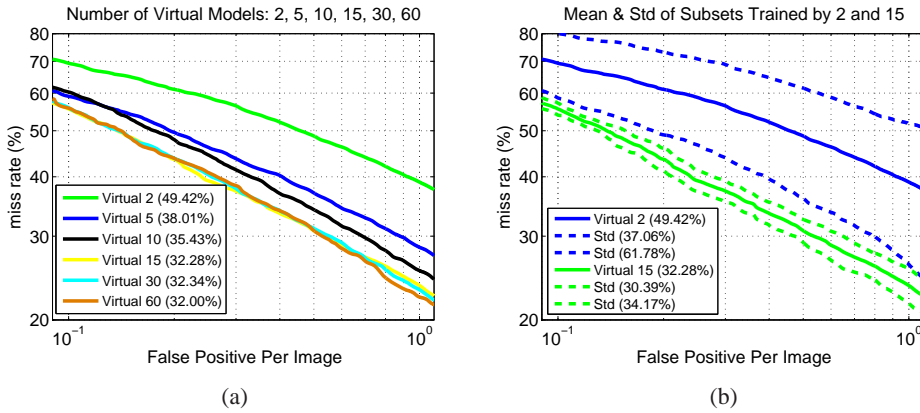 Number of Virtual Models: 2, 5, 10, 15, 30, 60
80
70
60
50
40
30
20
miss rate (%)
Virtual 2 (49.42%)
Virtual 5 (38.01%)
Virtual 10 (35.43%)
Virtual 15 (32.28%)
Virtual 30 (32.34%)
Virtual 60 (32.00%)
10⁻¹ 10⁰
False Positive Per Image
(a)
Mean & Std of Subsets Trained by 2 and 15
80
70
60
50
40
30
20
miss rate (%)
Virtual 2 (49.42%)
Std (37.06%)
Std (61.78%)
Virtual 15 (32.28%)
Std (30.39%)
Std (34.17%)
10⁻¹ 10⁰
False Positive Per Image
(b)